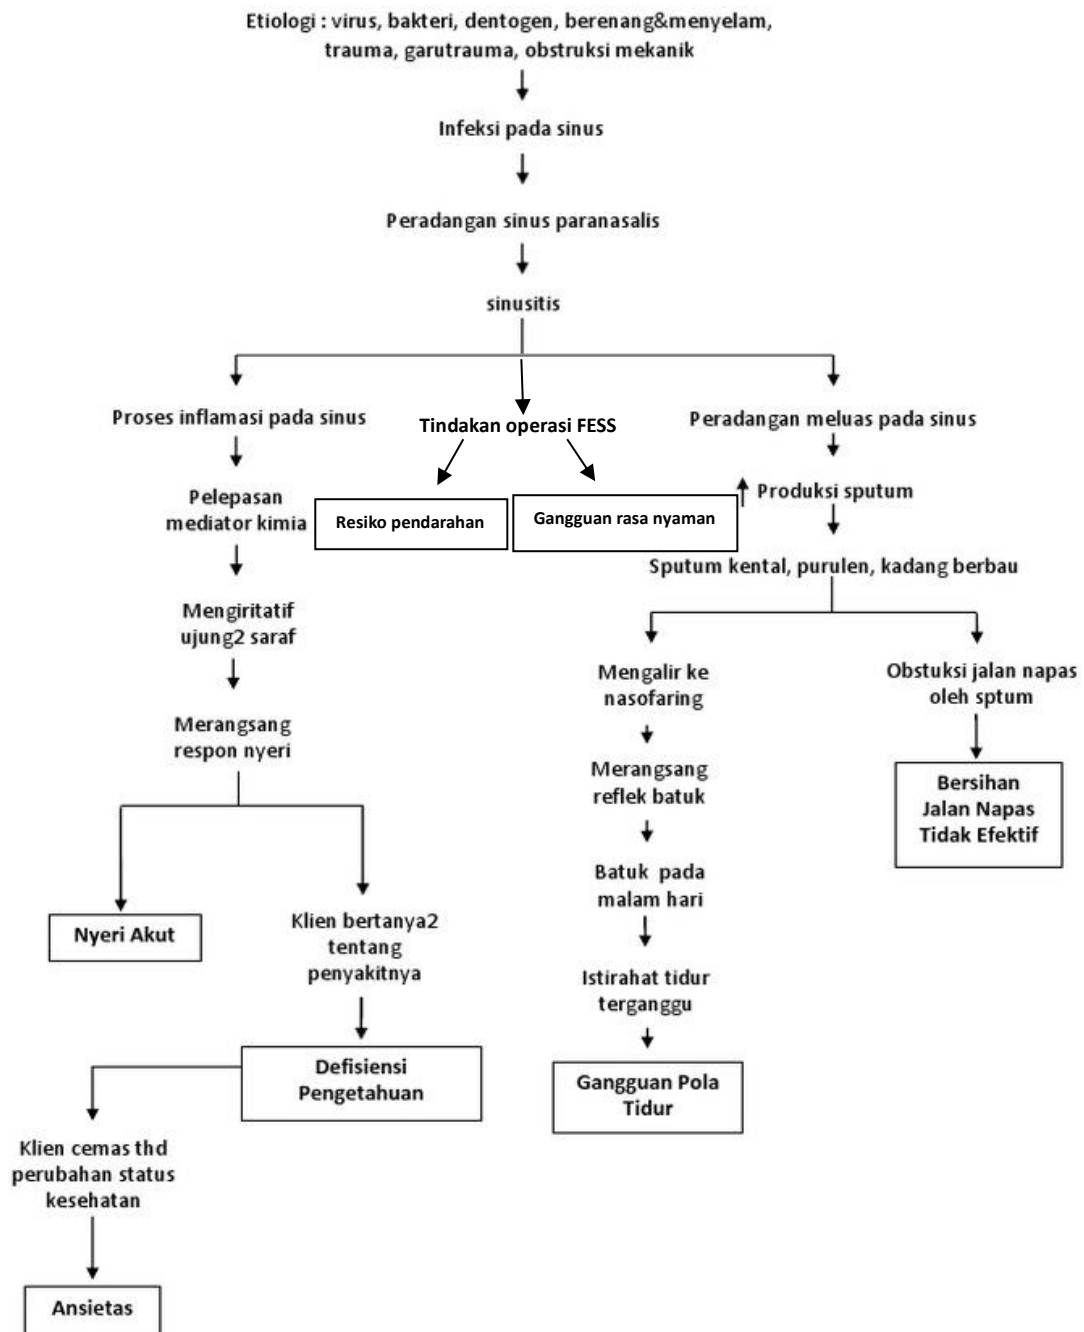 Etiologi : virus, bakteri, dentogen, berenang&menyelam,
trauma, garutrauma, obstruksi mekanik
Infeksi pada sinus
Peradangan sinus paranasalis
sinusitis
Proses inflamasi pada sinus
Pelepasan
mediator kimia
Mengiritatif
ujung2 saraf
Merangsang
respon nyeri
Nyeri Akut
Klien bertanya2
tentang
penyakitnya
Defisiensi
Pengetahuan
Klien cemas thd
perubahan status
kesehatan
Ansietas
Tindakan operasi FESS
Resiko pendarahan
Gangguan rasa nyaman
Peradangan meluas pada sinus
Produksi sputum
Sputum kental, purulen, kadang berbau
Mengalir ke
nasofaring
Merangsang
reflek batuk
Batuk pada
malam hari
Istirahat tidur
terganggu
Gangguan Pola
Tidur
Obstuksi jalan napas
oleh sptum
Bersihan
Jalan Napas
Tidak Efektif